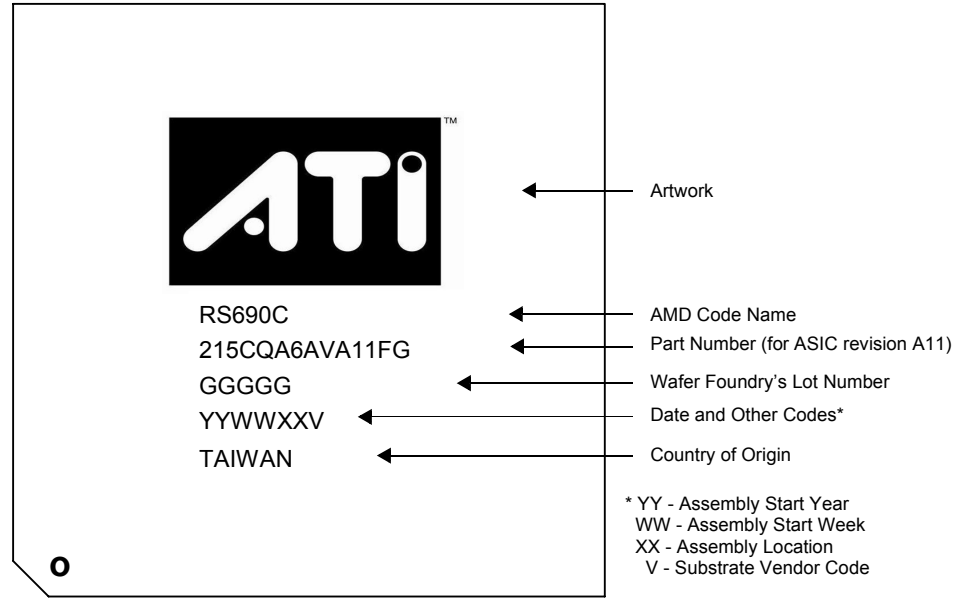 ATi
TM
Artwork
RS690C
AMD Code Name
215CQA6AVA11FG
Part Number (for ASIC revision A11)
GGGGG
Wafer Foundry's Lot Number
YYWWXXV
Date and Other Codes*
TAIWAN
Country of Origin
* YY - Assembly Start Year
WW - Assembly Start Week
XX - Assembly Location
V - Substrate Vendor Code
O